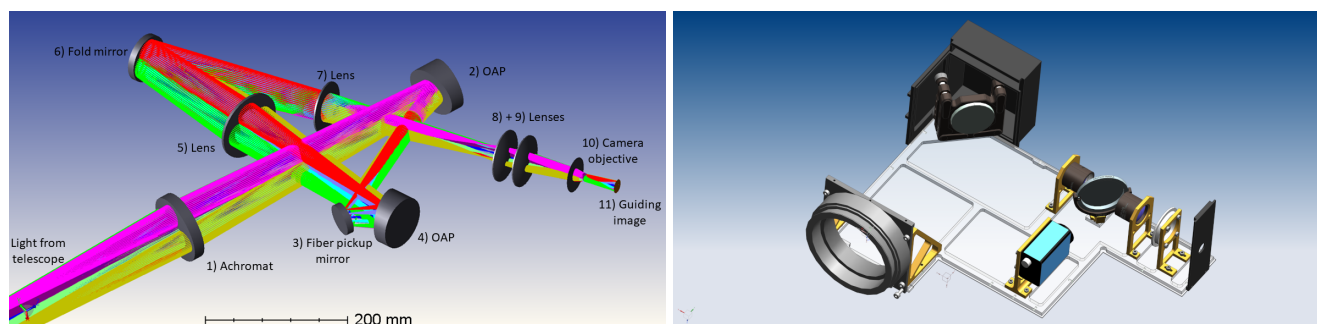 6) Fold mirror
7) Lens
2) OAP
8) + 9) Lenses
5) Lens
10) Camera
objective
11) Guiding
image
3) Fiber pickup
mirror
4) OAP
Light from
telescope
1) Achromat
200 mm